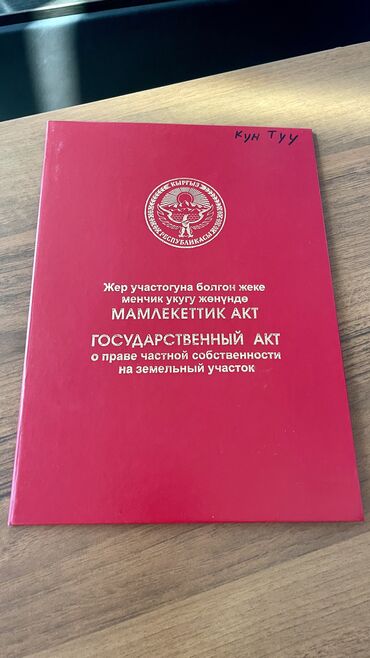 кун туу
КЫРГЫЗ
РЕСПУБЛИКАСЫ
Жер участогуна болгон жеке
менчик укугу жөнүндө
МАМЛЕКЕТТИК АКТ
ГОСУДАРСТВЕННЫЙ АКТ
о праве частной собственности
на земельный участок